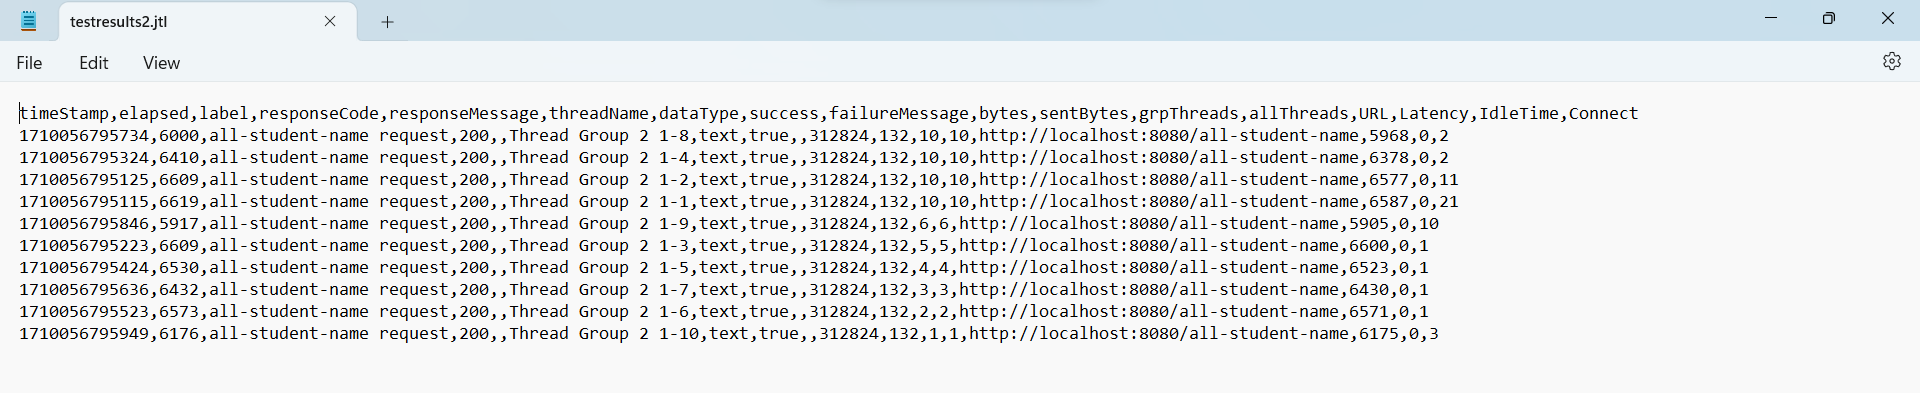 testresults2.jtl
File Edit View
timeStamp,elapsed,label,responseCode,responseMessage,threadName,dataType,success,failureMessage,bytes,sentBytes,grpThreads,allThreads,URL,Latency,IdleTime,Connect
1710056795734,6000,all-student-name request,200,,Thread Group 2 1-8,text,true,,312824,132,10,10,http://localhost:8080/all-student-name,5968,0,2
1710056795324,6410,all-student-name request,200,,Thread Group 2 1-4,text,true,,312824,132,10,10,http://localhost:8080/all-student-name,6378,0,2
1710056795125,6609,all-student-name request,200,,Thread Group 2 1-2,text,true,,312824,132,10,10,http://localhost:8080/all-student-name,6577,0,11
1710056795115,6619,all-student-name request,200,,Thread Group 2 1-1,text,true,,312824,132,10,10,http://localhost:8080/all-student-name,6587,0,21
1710056795846,5917,all-student-name request,200,,Thread Group 2 1-9,text,true,,312824,132,6,6,http://localhost:8080/all-student-name,5905,0,10
1710056795223,6609,all-student-name request,200,,Thread Group 2 1-3,text,true,,312824,132,5,5,http://localhost:8080/all-student-name,6600,0,1
1710056795424,6530,all-student-name request,200,,Thread Group 2 1-5,text,true,,312824,132,4,4,http://localhost:8080/all-student-name,6523,0,1
1710056795636,6432,all-student-name request,200,,Thread Group 2 1-7,text,true,,312824,132,3,3,http://localhost:8080/all-student-name,6430,0,1
1710056795523,6573,all-student-name request,200,,Thread Group 2 1-6,text,true,,312824,132,2,2,http://localhost:8080/all-student-name,6571,0,1
1710056795949,6176,all-student-name request,200,,Thread Group 2 1-10,text,true,,312824,132,1,1,http://localhost:8080/all-student-name,6175,0,3